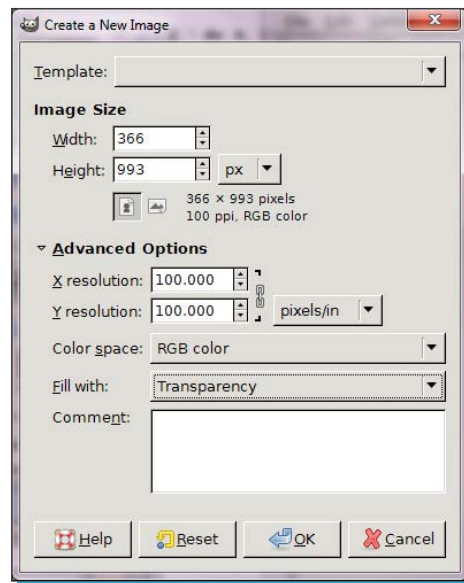 Create a New Image
Template:
Image Size
Width: 366
Height: 993 px
366 × 993 pixels
100 ppi, RGB color
Advanced Options
X resolution: 100.000
Y resolution: 100.000 pixels/in
Color space: RGB color
Fill with: Transparency
Comment:
Help Reset OK Cancel